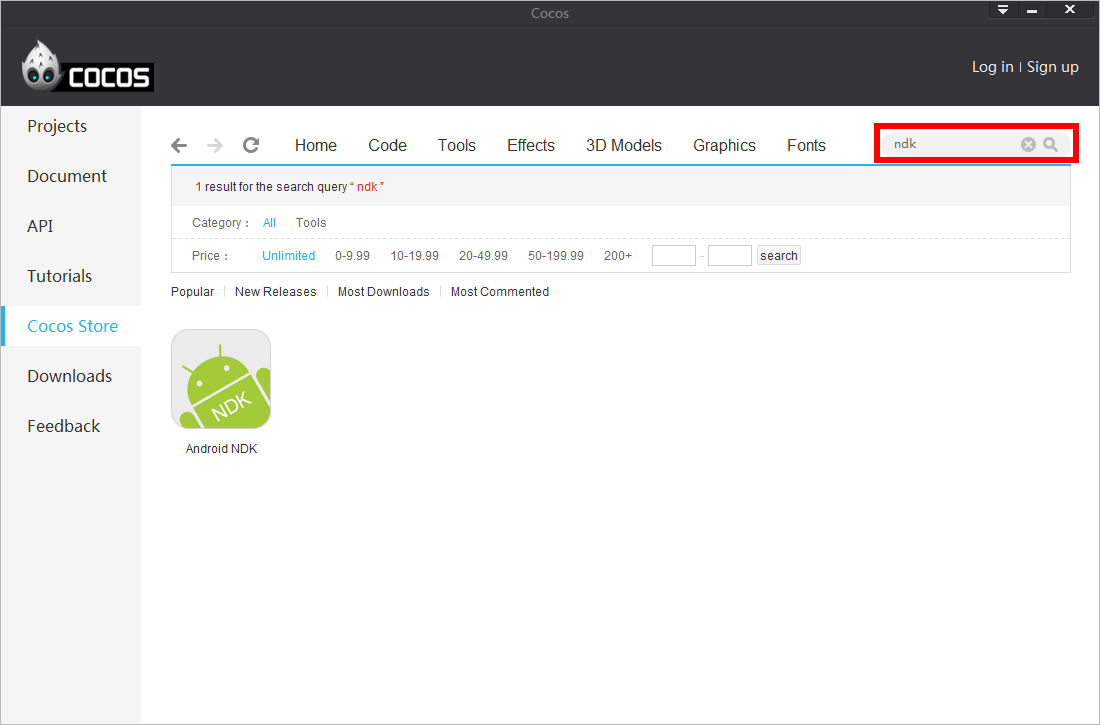 Cocos
COCOS
Log in | Sign up
Projects
Document
API
Tutorials
Cocos Store
Downloads
Feedback
Home Code Tools Effects 3D Models Graphics Fonts
ndk
1 result for the search query “ ndk ”
Category : All Tools
Price : Unlimited 0-9.99 10-19.99 20-49.99 50-199.99 200+ - search
Popular New Releases Most Downloads Most Commented
NDK
Android NDK